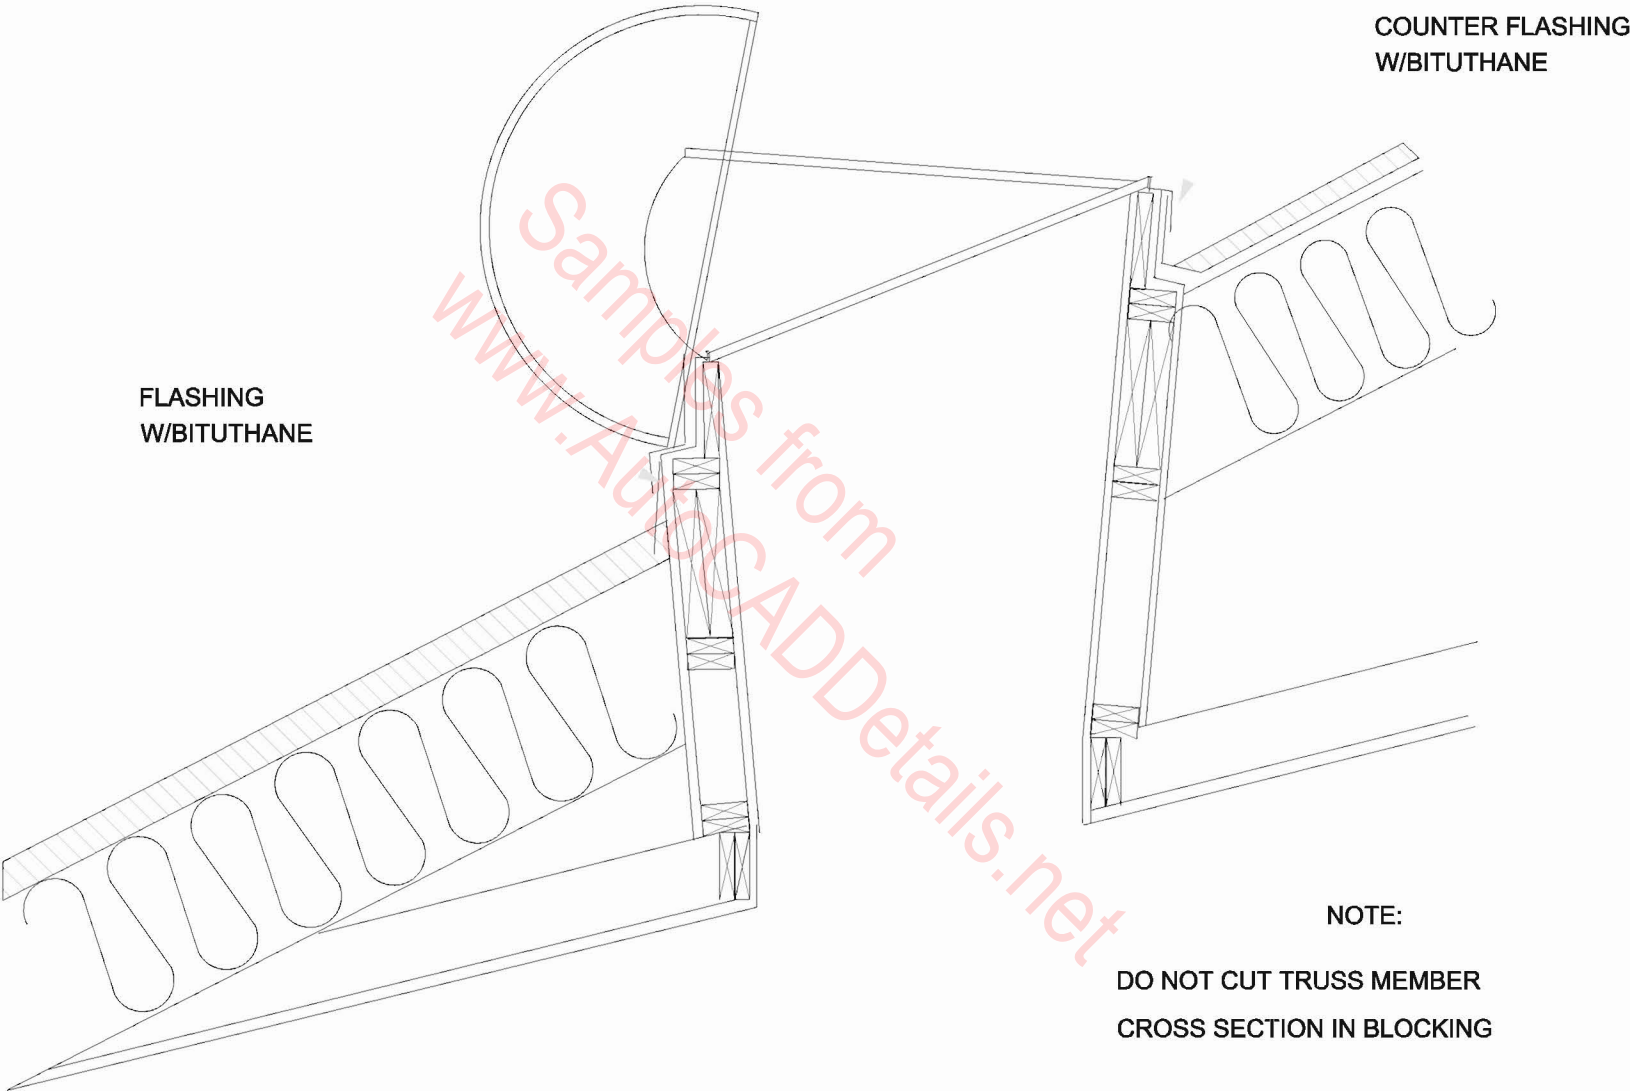 COUNTER FLASHING
W/BITUTHANE
FLASHING
W/BITUTHANE
Samples from
www.AutoCADDetails.net
NOTE:
DO NOT CUT TRUSS MEMBER
CROSS SECTION IN BLOCKING